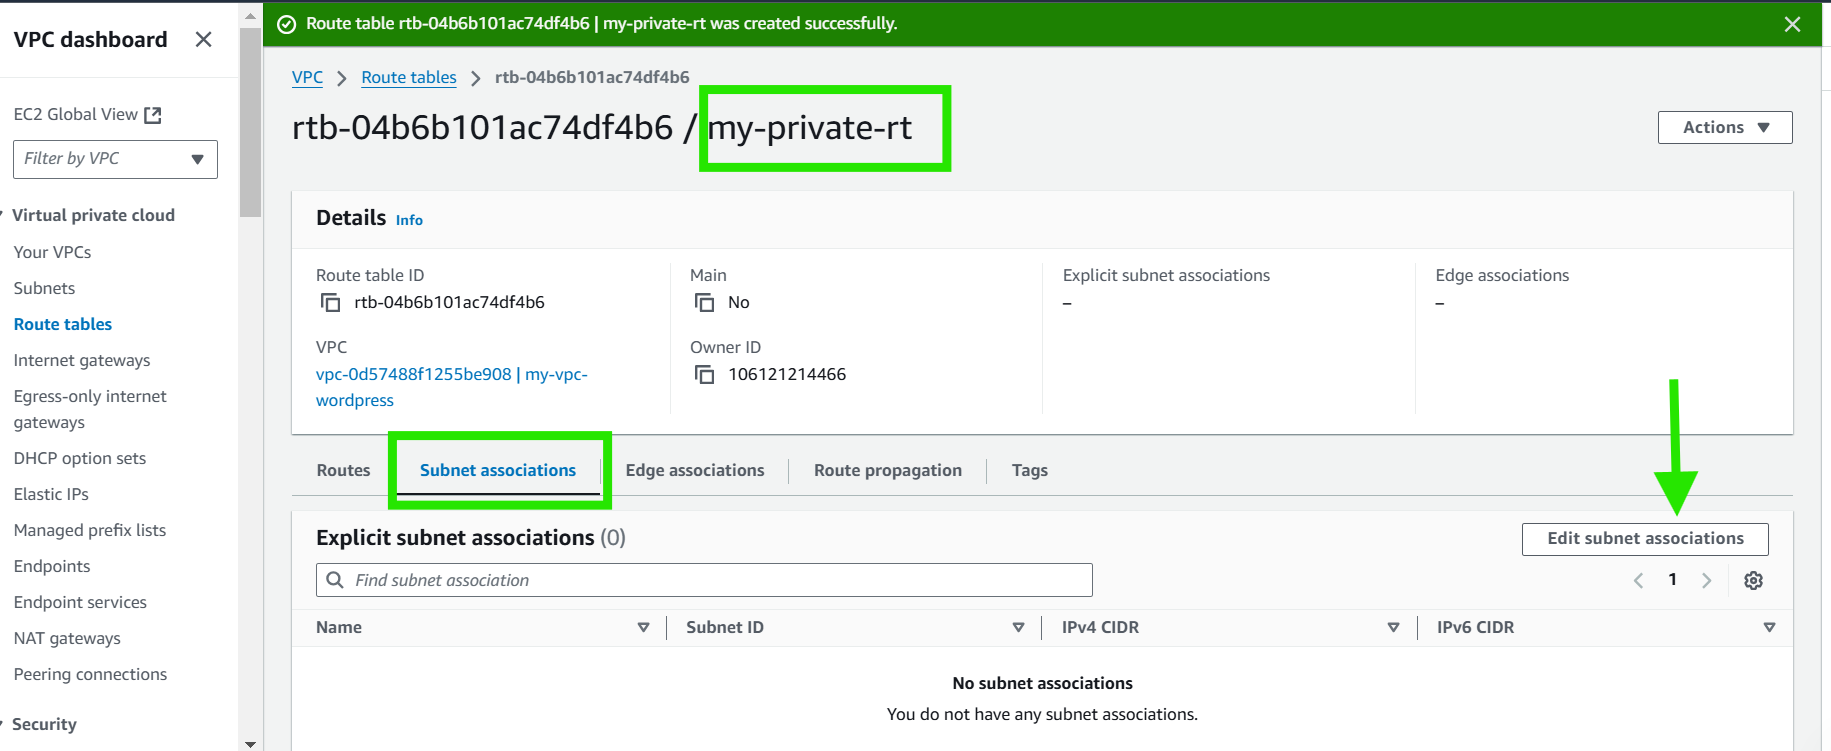 Route table rtb-04b6b101ac74df4b6 | my-private-rt was created successfully.
VPC dashboard
EC2 Global View
Filter by VPC
Virtual private cloud
Your VPCs
Subnets
Route tables
Internet gateways
Egress-only internet
gateways
DHCP option sets
Elastic IPs
Managed prefix lists
Endpoints
Endpoint services
NAT gateways
Peering connections
Security
VPC > Route tables > rtb-04b6b101ac74df4b6
rtb-04b6b101ac74df4b6 / my-private-rt
Actions
Details Info
Route table ID
rtb-04b6b101ac74df4b6
Main
No
Explicit subnet associations
–
Edge associations
–
VPC
vpc-0d57488f1255be908 | my-vpc-
wordpress
Owner ID
106121214466
Routes Subnet associations Edge associations Route propagation Tags
Explicit subnet associations (0)
Edit subnet associations
Find subnet association
1
Name Subnet ID IPv4 CIDR IPv6 CIDR
No subnet associations
You do not have any subnet associations.